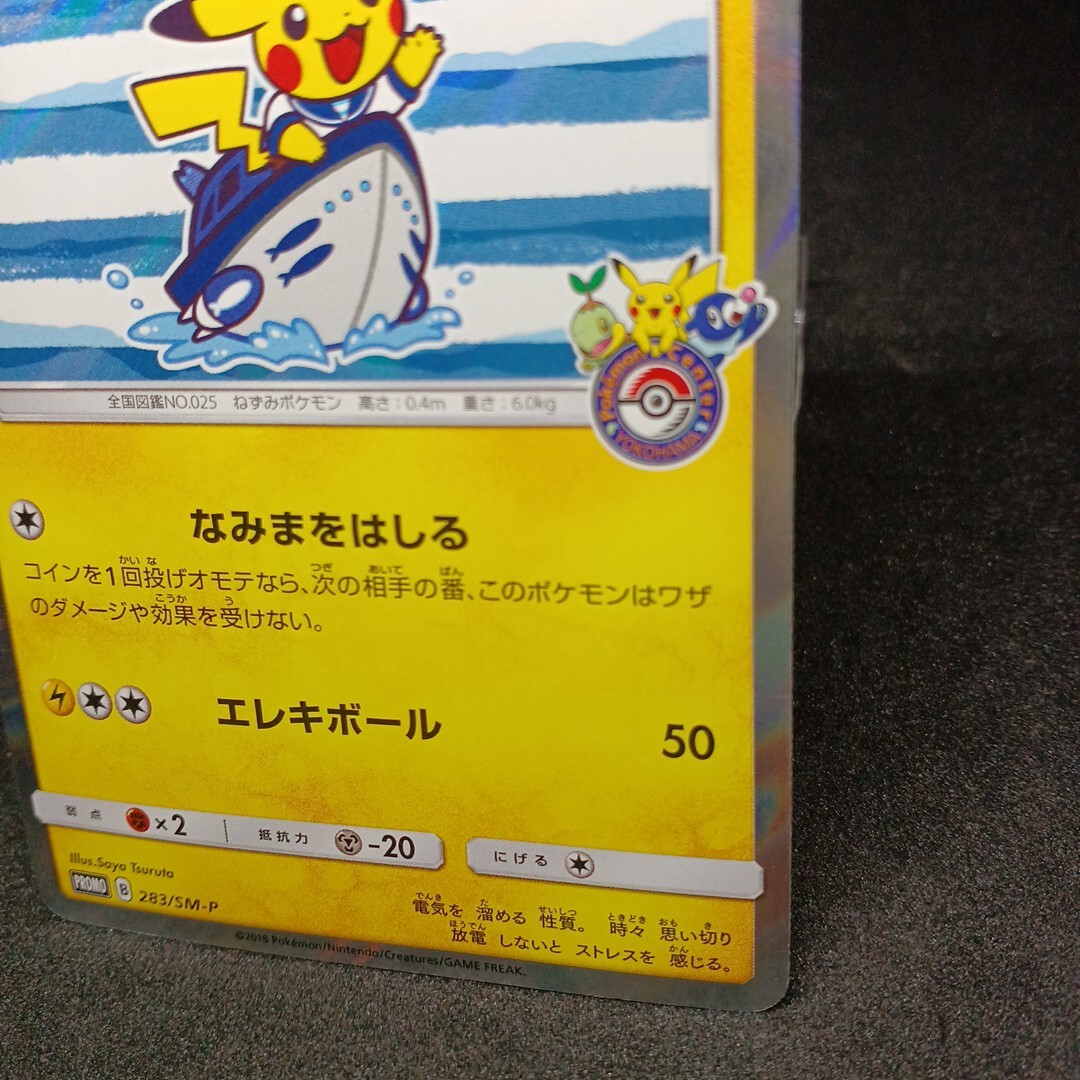 全国図鑑NO.025 ねずみポケモン 高さ:0.4m 重さ:6.0kg
Pokémon Center
YOKOHAMA
なみまをはしる
コインを1回投げオモテなら、次の相手の番、このポケモンはワザ
のダメージや効果を受けない。
エレキボール 50
弱点 ×2 抵抗力 -20 にげる
Illus.Saya Tsuruta
PROMO B 283/SM-P
電気を 溜める 性質。 時々 思い切り
放電 しないと ストレスを 感じる。
©2018 Pokémon/Nintendo/Creatures/GAME FREAK.